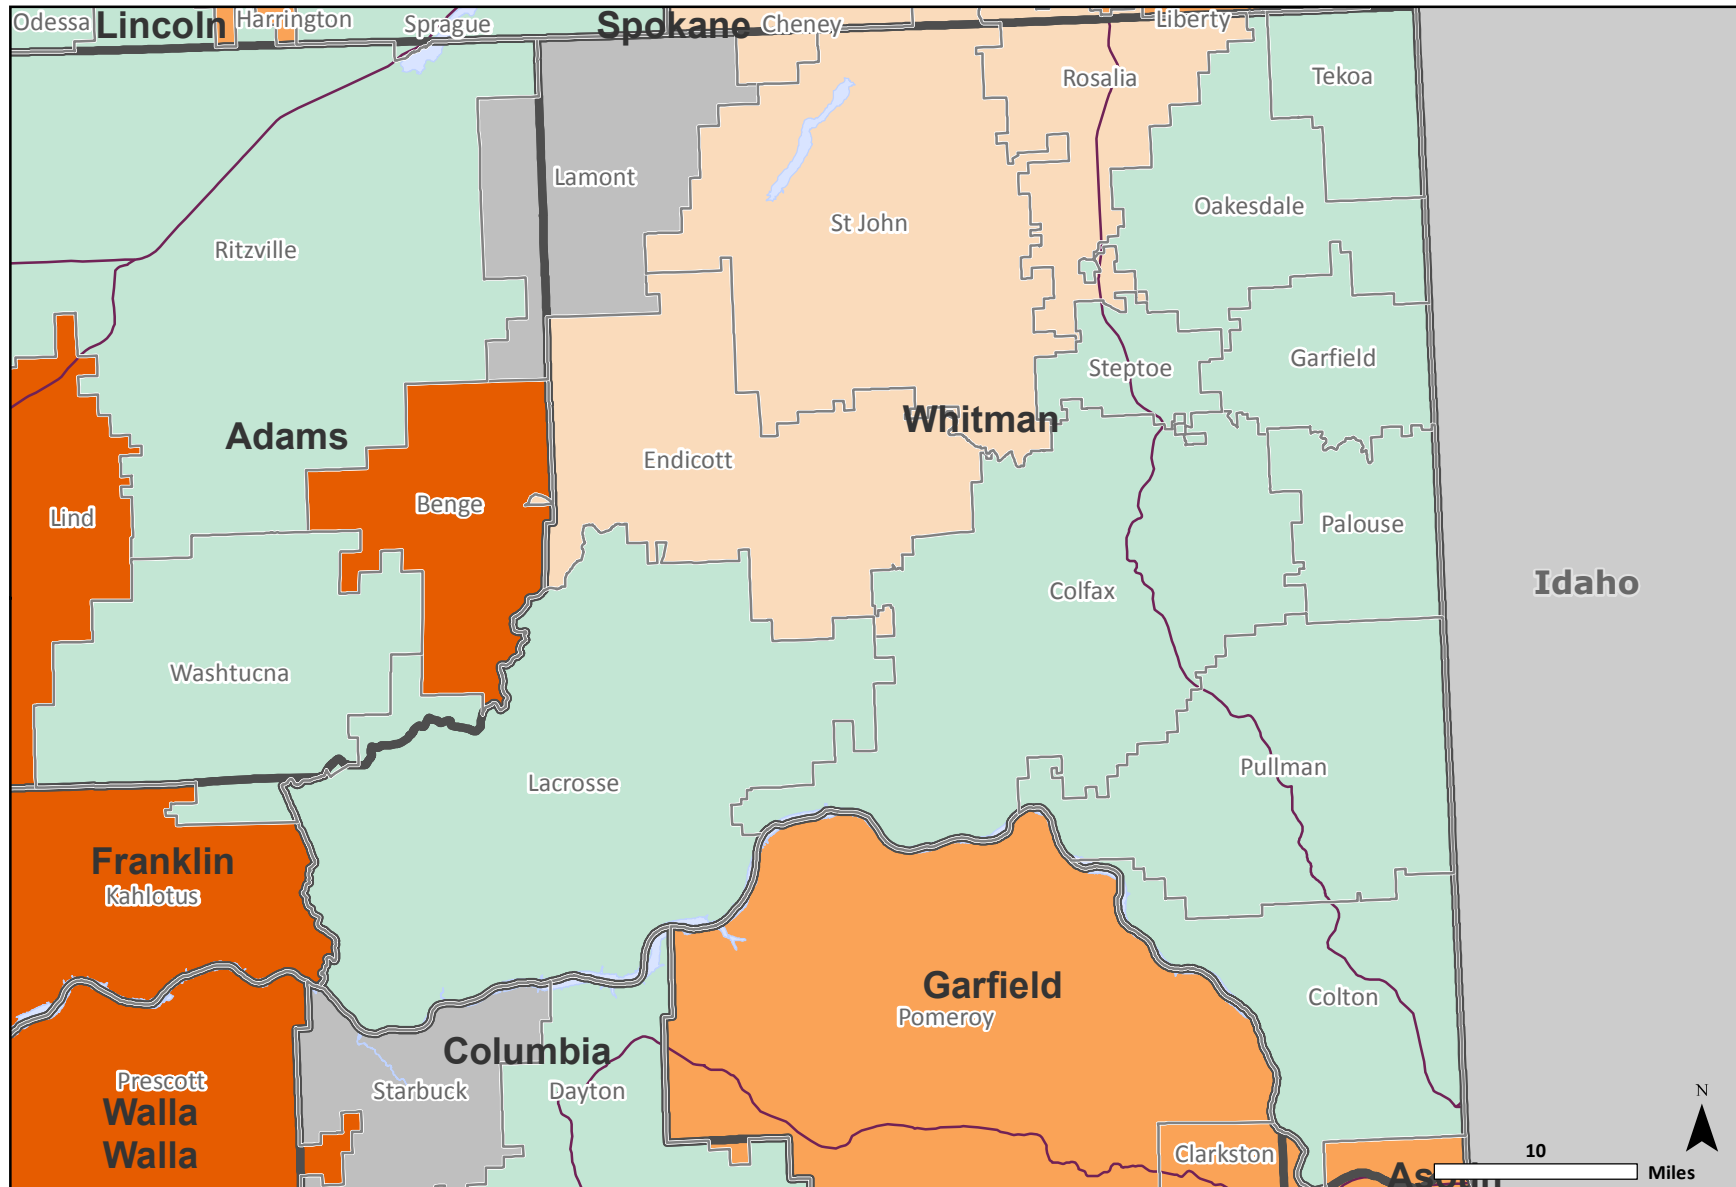 Odessa
Lincoln
Harrington
Sprague
Spokane
Cheney
Liberty
Rosalia
Tekoa
Lamont
St John
Oakesdale
Ritzville
Steptoe
Garfield
Whitman
Adams
Endicott
Benge
Lind
Palouse
Idaho
Colfax
Washtucna
Pullman
Lacrosse
Franklin
Kahlotus
Garfield
Pomeroy
Colton
Columbia
Prescott
Starbuck
Dayton
Walla
Walla
N
Clarkston
10
Miles